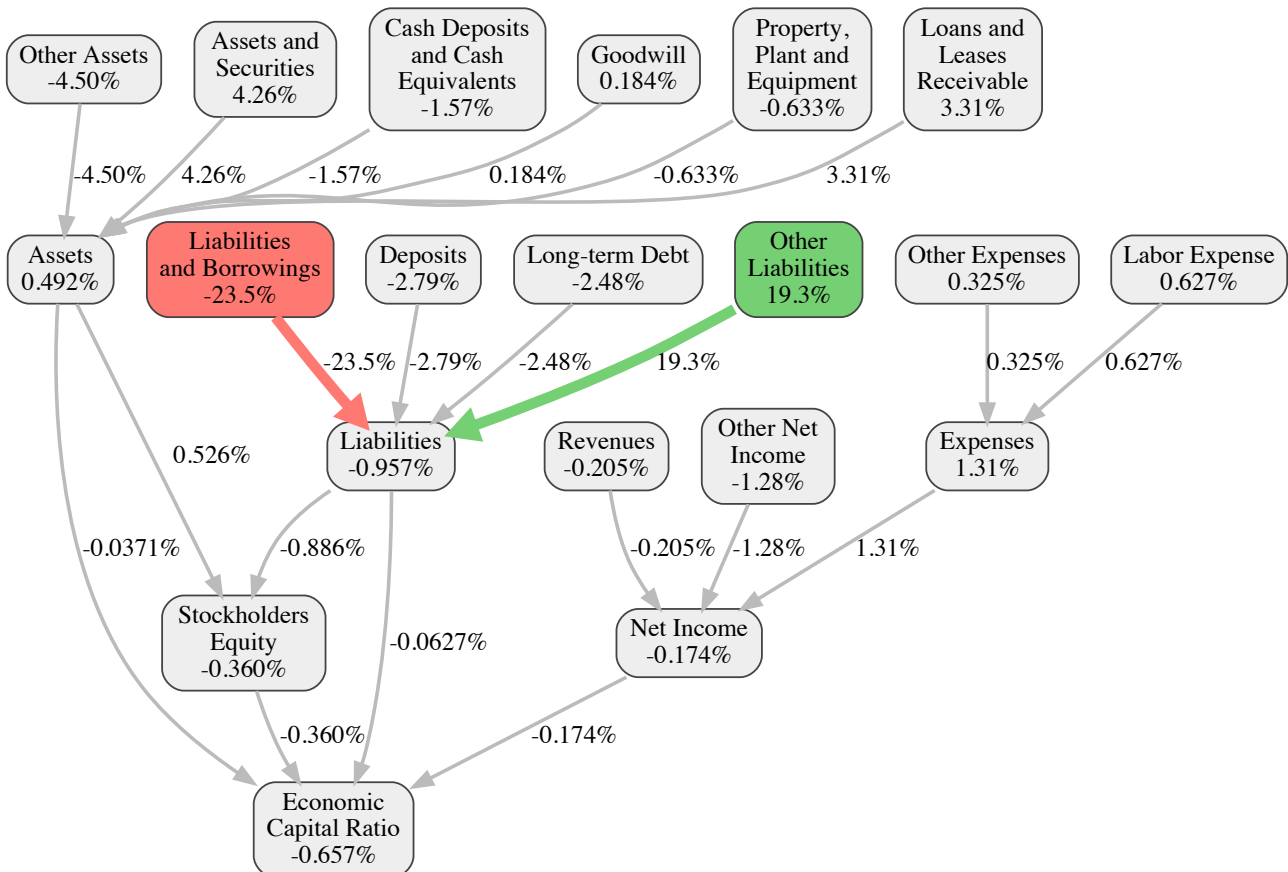 Other Assets
-4.50%
Assets and
Securities
4.26%
Cash Deposits
and Cash
Equivalents
-1.57%
Goodwill
0.184%
Property,
Plant and
Equipment
-0.633%
Loans and
Leases
Receivable
3.31%
-4.50%
4.26%
-1.57%
0.184%
-0.633%
3.31%
Assets
0.492%
Liabilities
and Borrowings
-23.5%
Deposits
-2.79%
Long-term Debt
-2.48%
Other
Liabilities
19.3%
Other Expenses
0.325%
Labor Expense
0.627%
-23.5%
-2.79%
-2.48%
19.3%
0.325%
0.627%
Liabilities
-0.957%
Revenues
-0.205%
Other Net
Income
-1.28%
Expenses
1.31%
0.526%
-0.0371%
-0.886%
-0.205%
-1.28%
1.31%
Stockholders
Equity
-0.360%
-0.0627%
Net Income
-0.174%
-0.360%
-0.174%
Economic
Capital Ratio
-0.657%